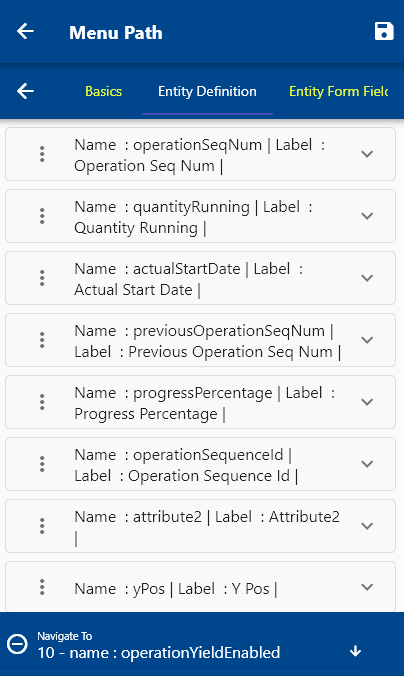 Menu Path
Basics
Entity Definition
Entity Form Field
Name : operationSeqNum | Label :
Operation Seq Num |
Name : quantityRunning | Label :
Quantity Running |
Name : actualStartDate | Label :
Actual Start Date |
Name : previousOperationSeqNum |
Label : Previous Operation Seq Num |
Name : progressPercentage | Label :
Progress Percentage |
Name : operationSequenceId |
Label : Operation Sequence Id |
Name : attribute2 | Label : Attribute2
|
Name : yPos | Label : Y Pos |
Navigate To
10 - name : operationYieldEnabled